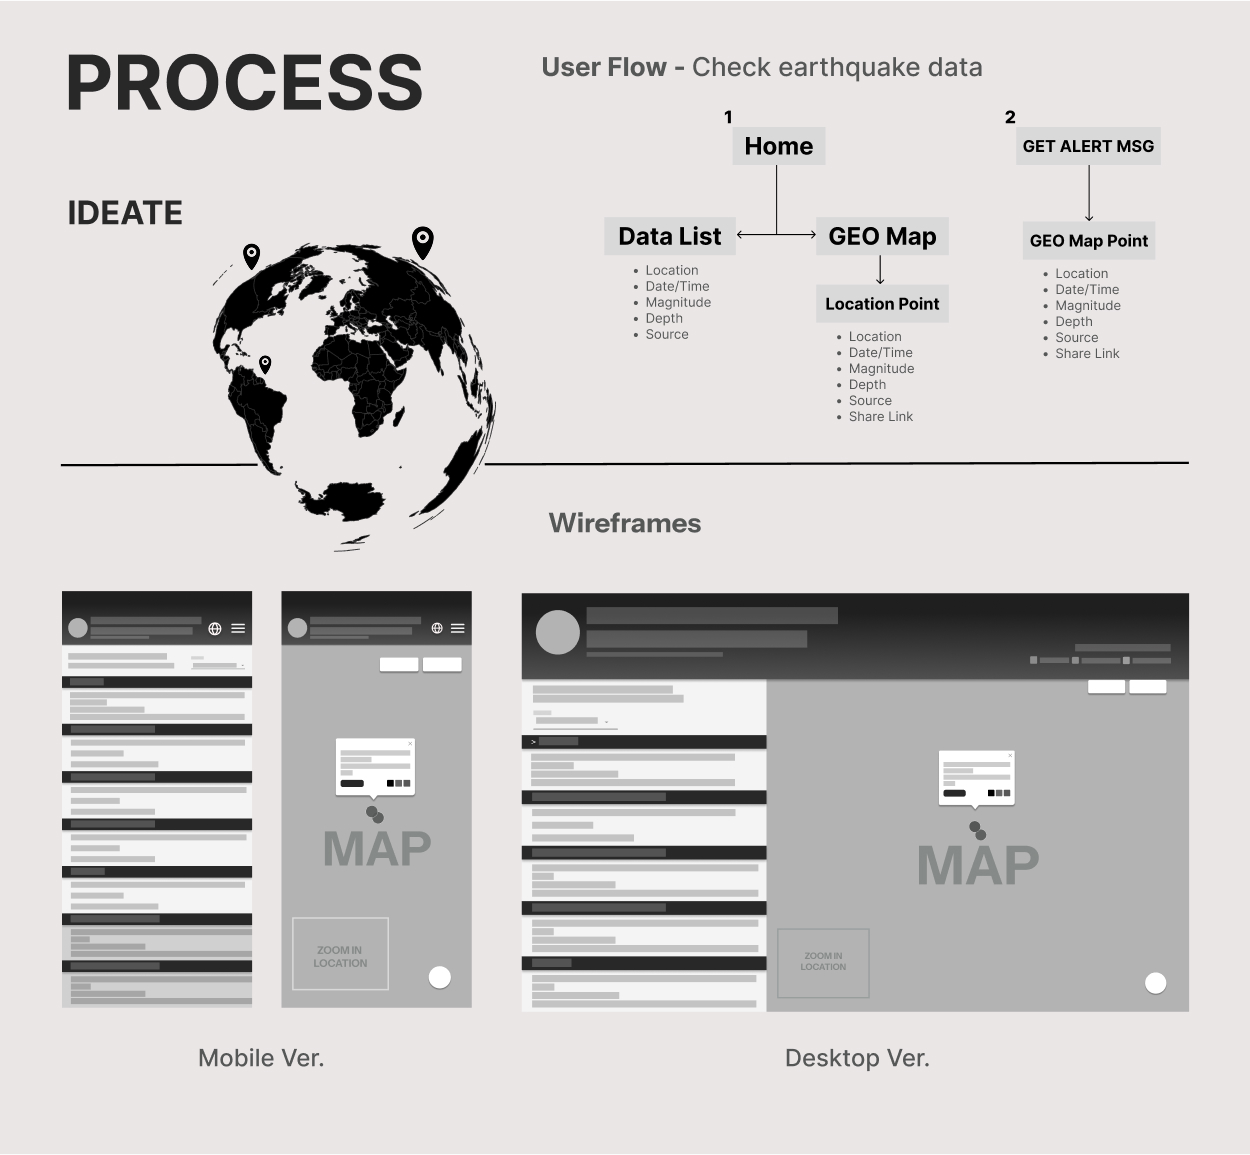 PROCESS
User Flow - Check earthquake data
IDEATE
1
Home
Data List
• Location
• Date/Time
• Magnitude
• Depth
• Source
GEO Map
Location Point
• Location
• Date/Time
• Magnitude
• Depth
• Source
• Share Link
2
GET ALERT MSG
GEO Map Point
• Location
• Date/Time
• Magnitude
• Depth
• Source
• Share Link
Wireframes
MAP
ZOOM IN
LOCATION
Mobile Ver.
>
MAP
ZOOM IN
LOCATION
Desktop Ver.